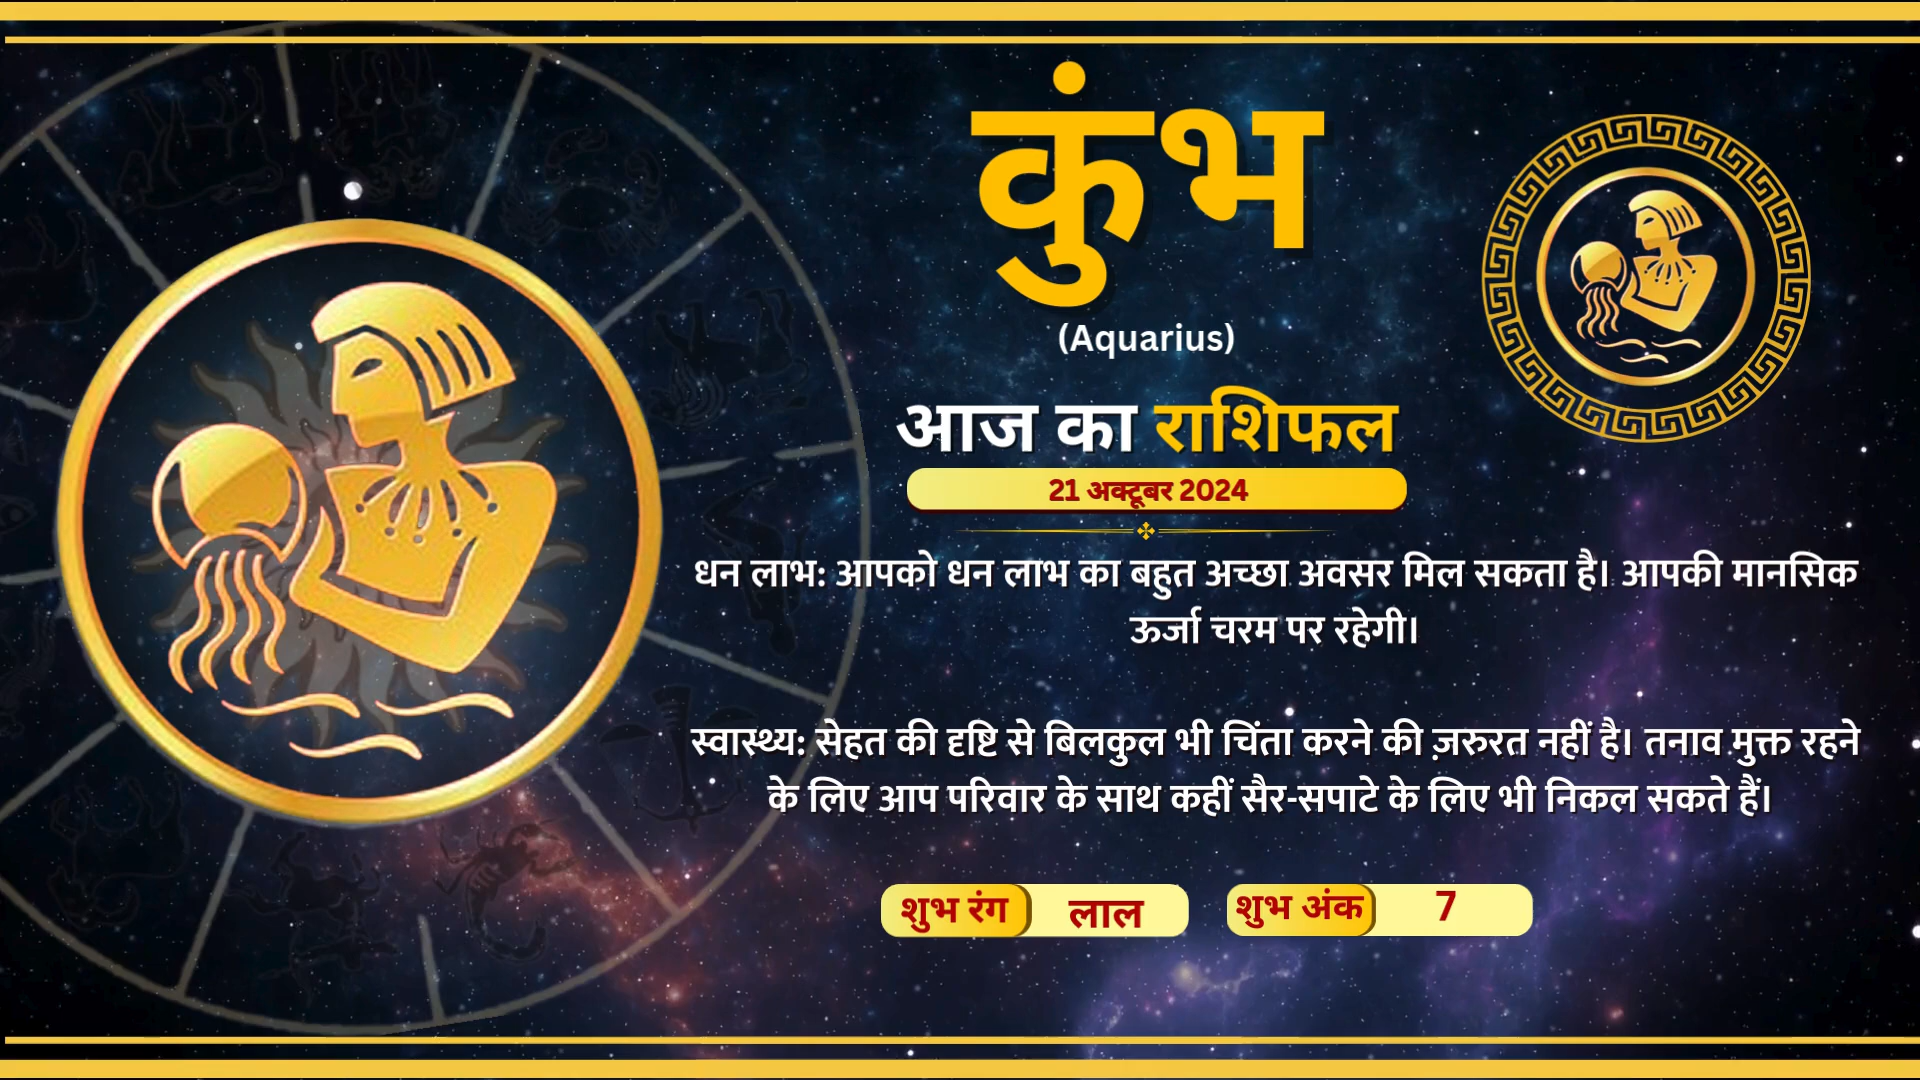 कुंभ
(Aquarius)
आज का राशिफल
21 अक्टूबर 2024
धन लाभ: आपको धन लाभ का बहुत अच्छा अवसर मिल सकता है। आपकी मानसिक
ऊर्जा चरम पर रहेगी।
स्वास्थ्य: सेहत की दृष्टि से बिलकुल भी चिंता करने की ज़रुरत नहीं है। तनाव मुक्त रहने
के लिए आप परिवार के साथ कहीं सैर-सपाटे के लिए भी निकल सकते हैं।
शुभ रंग लाल शुभ अंक 7